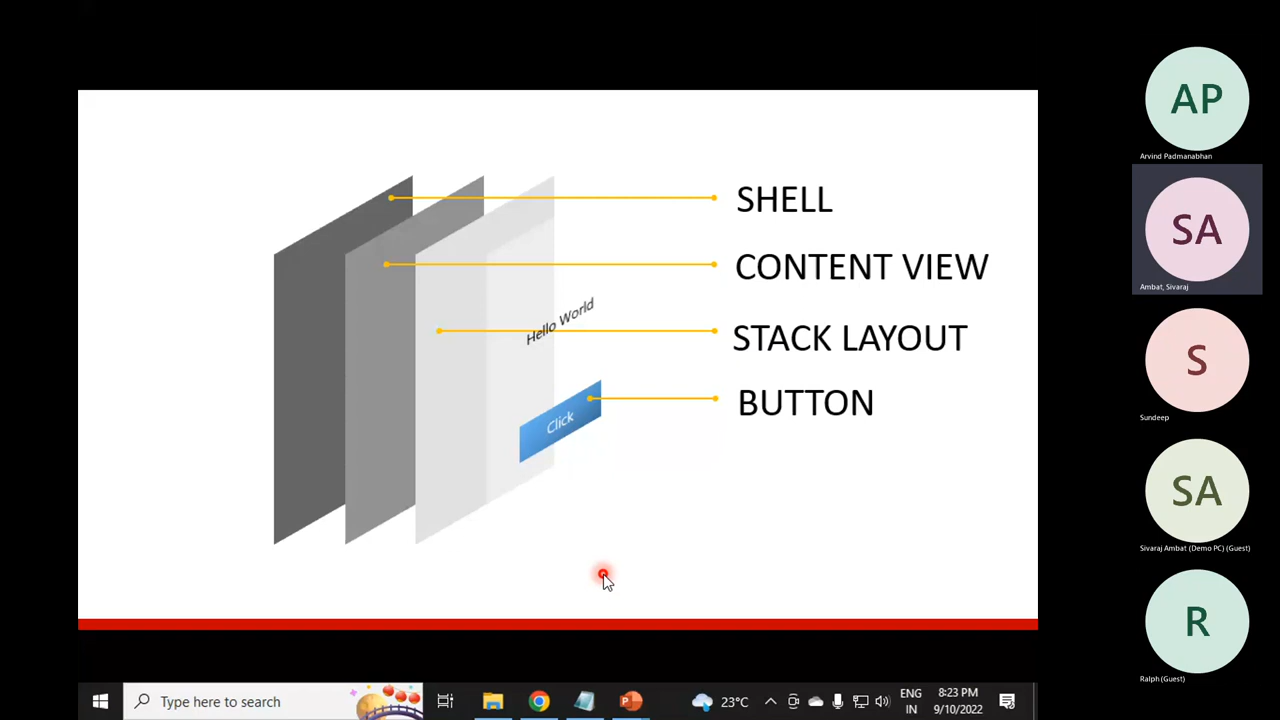 SHELL
CONTENT VIEW
STACK LAYOUT
BUTTON
Hello World
Click
AP
Arvind Padmanabhan
SA
Ambat, Sivaraj
S
Sundeep
SA
Sivaraj Ambat (Demo PC) (Guest)
R
Ralph (Guest)
Type here to search
23°C
ENG
IN
8:23 PM
9/10/2022